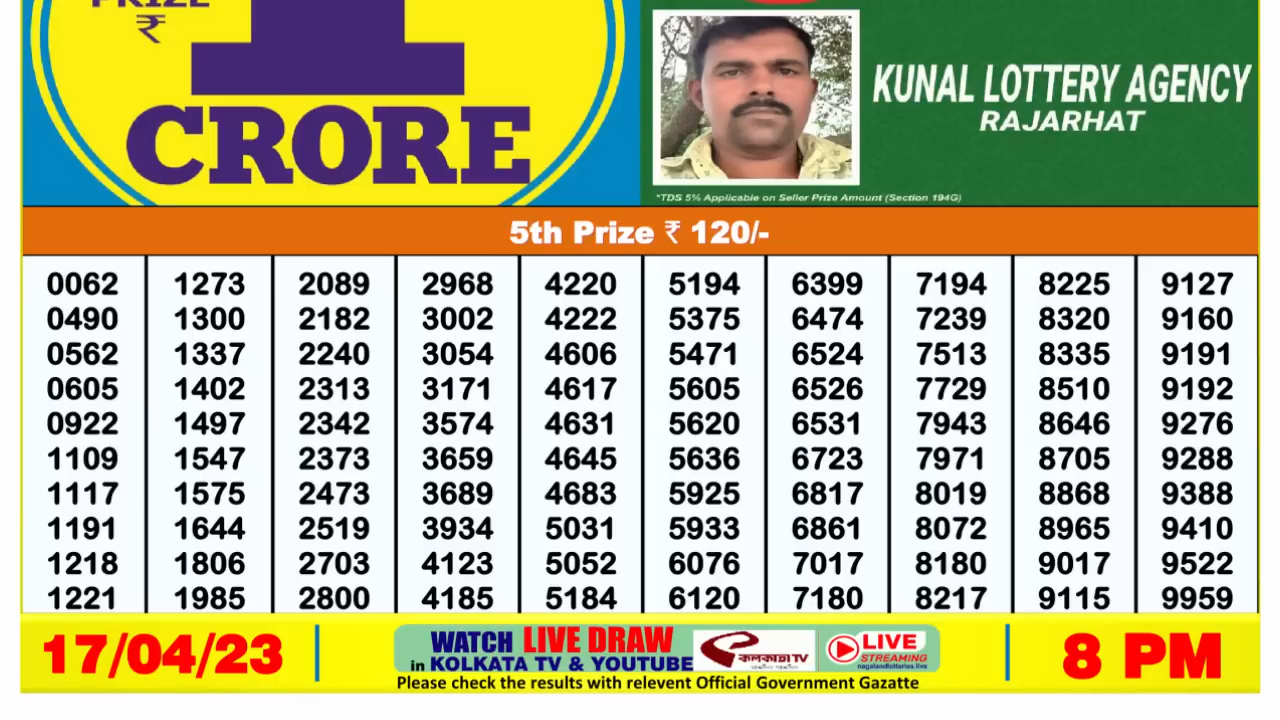 PRIZE
₹
1
CRORE
KUNAL LOTTERY AGENCY
RAJARHAT
*TDS 5% Applicable on Seller Prize Amount (Section 194G)
5th Prize ₹ 120/-
0062 1273 2089 2968 4220 5194 6399 7194 8225 9127
0490 1300 2182 3002 4222 5375 6474 7239 8320 9160
0562 1337 2240 3054 4606 5471 6524 7513 8335 9191
0605 1402 2313 3171 4617 5605 6526 7729 8510 9192
0922 1497 2342 3574 4631 5620 6531 7943 8646 9276
1109 1547 2373 3659 4645 5636 6723 7971 8705 9288
1117 1575 2473 3689 4683 5925 6817 8019 8868 9388
1191 1644 2519 3934 5031 5933 6861 8072 8965 9410
1218 1806 2703 4123 5052 6076 7017 8180 9017 9522
1221 1985 2800 4185 5184 6120 7180 8217 9115 9959
17/04/23
WATCH LIVE DRAW
in KOLKATA TV & YOUTUBE
কলকাতা TV
LIVE
STREAMING
nagalandlotteries.live
Please check the results with relevent Official Government Gazatte
8 PM